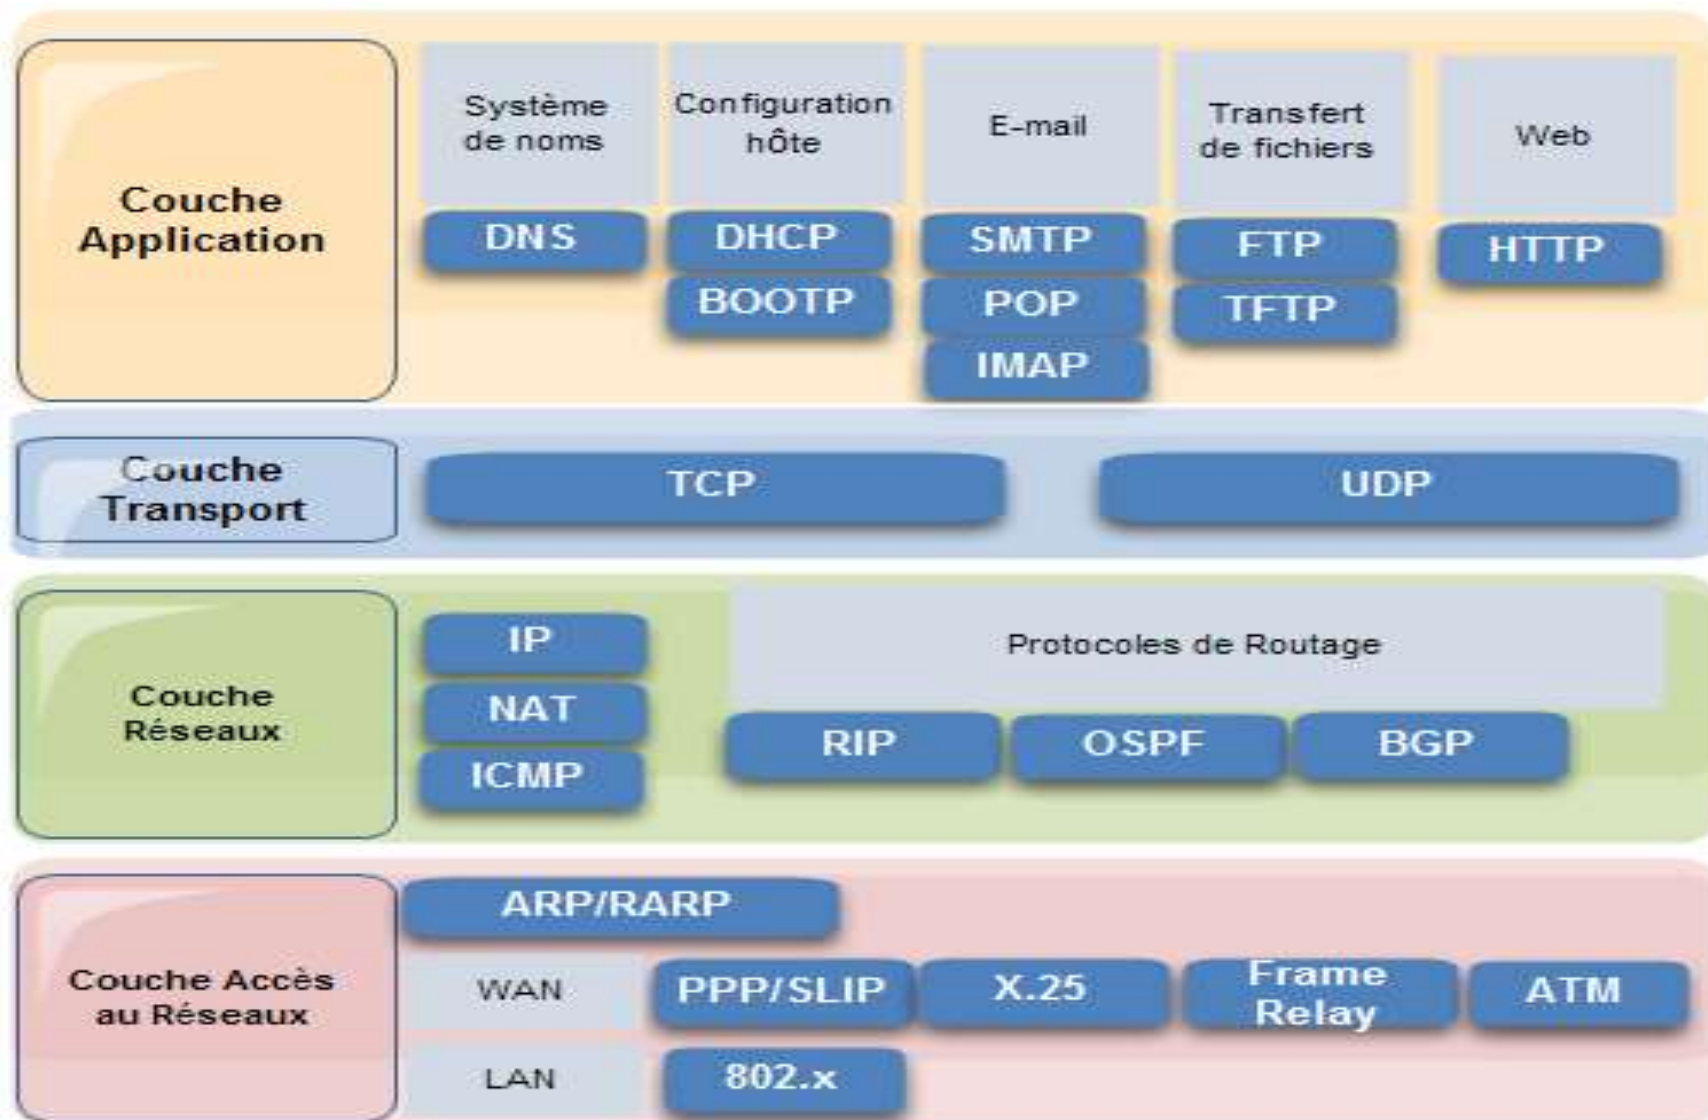 Couche
Application
Système
de noms
Configuration
hôte
E-mail
Transfert
de fichiers
Web
DNS
DHCP
SMTP
FTP
HTTP
BOOTP
POP
TFTP
IMAP
Couche
Transport
TCP
UDP
Couche
Réseaux
IP
NAT
ICMP
Protocoles de Routage
RIP
OSPF
BGP
Couche Accès
au Réseaux
ARP/RARP
WAN
PPP/SLIP
X.25
Frame
Relay
ATM
LAN
802.x